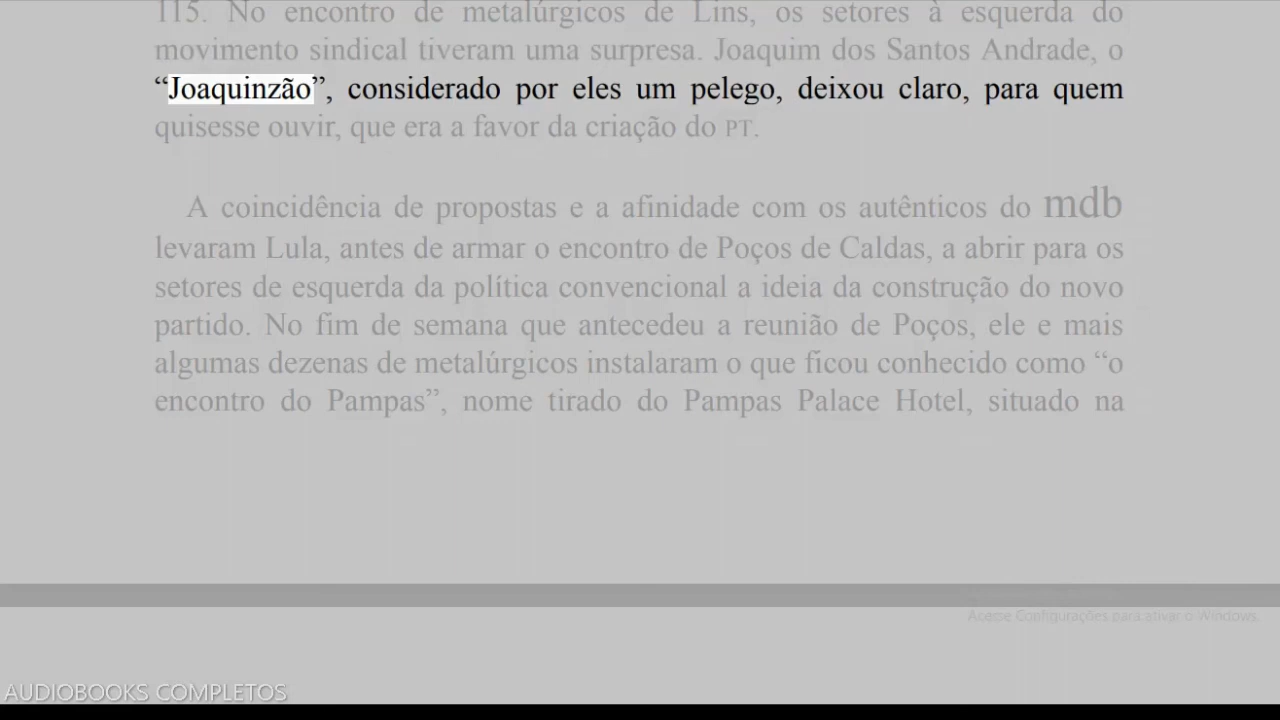 115. No encontro de metalúrgicos de Lins, os setores à esquerda do
movimento sindical tiveram uma surpresa. Joaquim dos Santos Andrade, o
“Joaquinzão”, considerado por eles um pelego, deixou claro, para quem
quisesse ouvir, que era a favor da criação do PT.
A coincidência de propostas e a afinidade com os autênticos do mdb
levaram Lula, antes de armar o encontro de Poços de Caldas, a abrir para os
setores de esquerda da política convencional a ideia da construção do novo
partido. No fim de semana que antecedeu a reunião de Poços, ele e mais
algumas dezenas de metalúrgicos instalaram o que ficou conhecido como “o
encontro do Pampas”, nome tirado do Pampas Palace Hotel, situado na
Acesse Configurações para ativar o Windows.
AUDIOBOOKS COMPLETOS